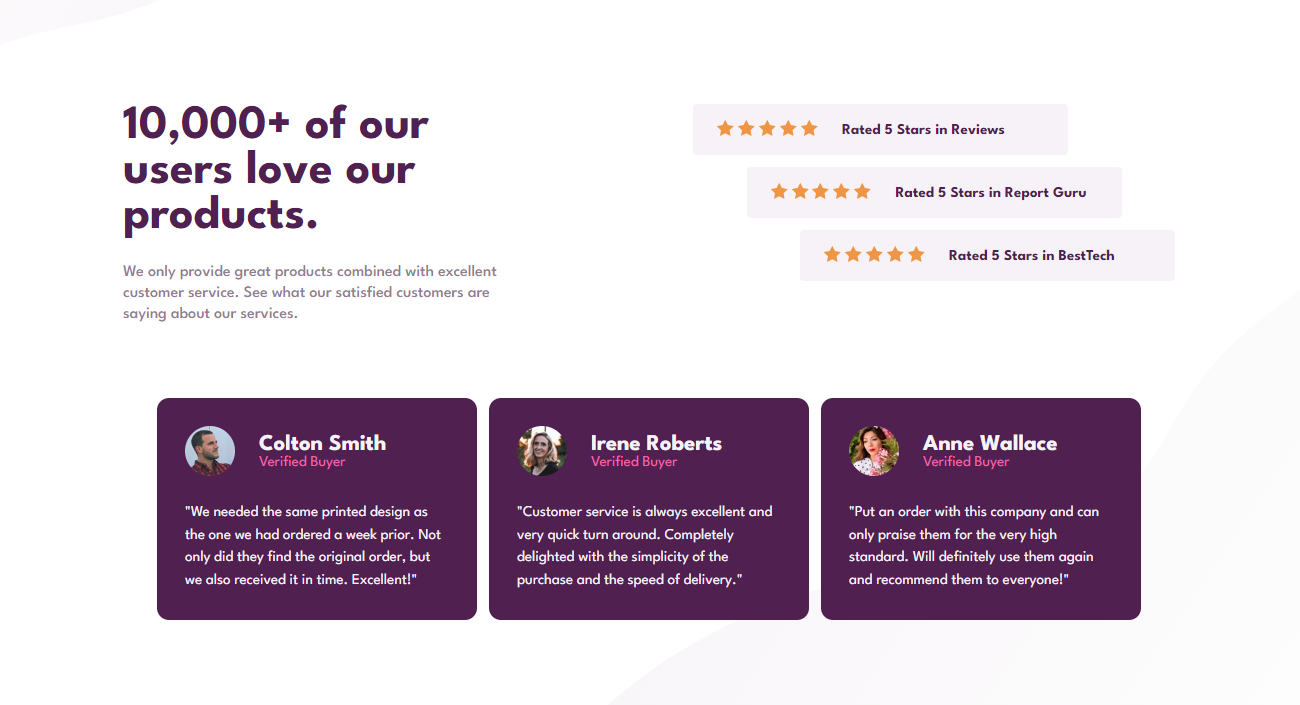 10,000+ of our
users love our
products.
We only provide great products combined with excellent
customer service. See what our satisfied customers are
saying about our services.
Rated 5 Stars in Reviews
Rated 5 Stars in Report Guru
Rated 5 Stars in BestTech
Colton Smith
Verified Buyer
"We needed the same printed design as
the one we had ordered a week prior. Not
only did they find the original order, but
we also received it in time. Excellent!"
Irene Roberts
Verified Buyer
"Customer service is always excellent and
very quick turn around. Completely
delighted with the simplicity of the
purchase and the speed of delivery."
Anne Wallace
Verified Buyer
"Put an order with this company and can
only praise them for the very high
standard. Will definitely use them again
and recommend them to everyone!"